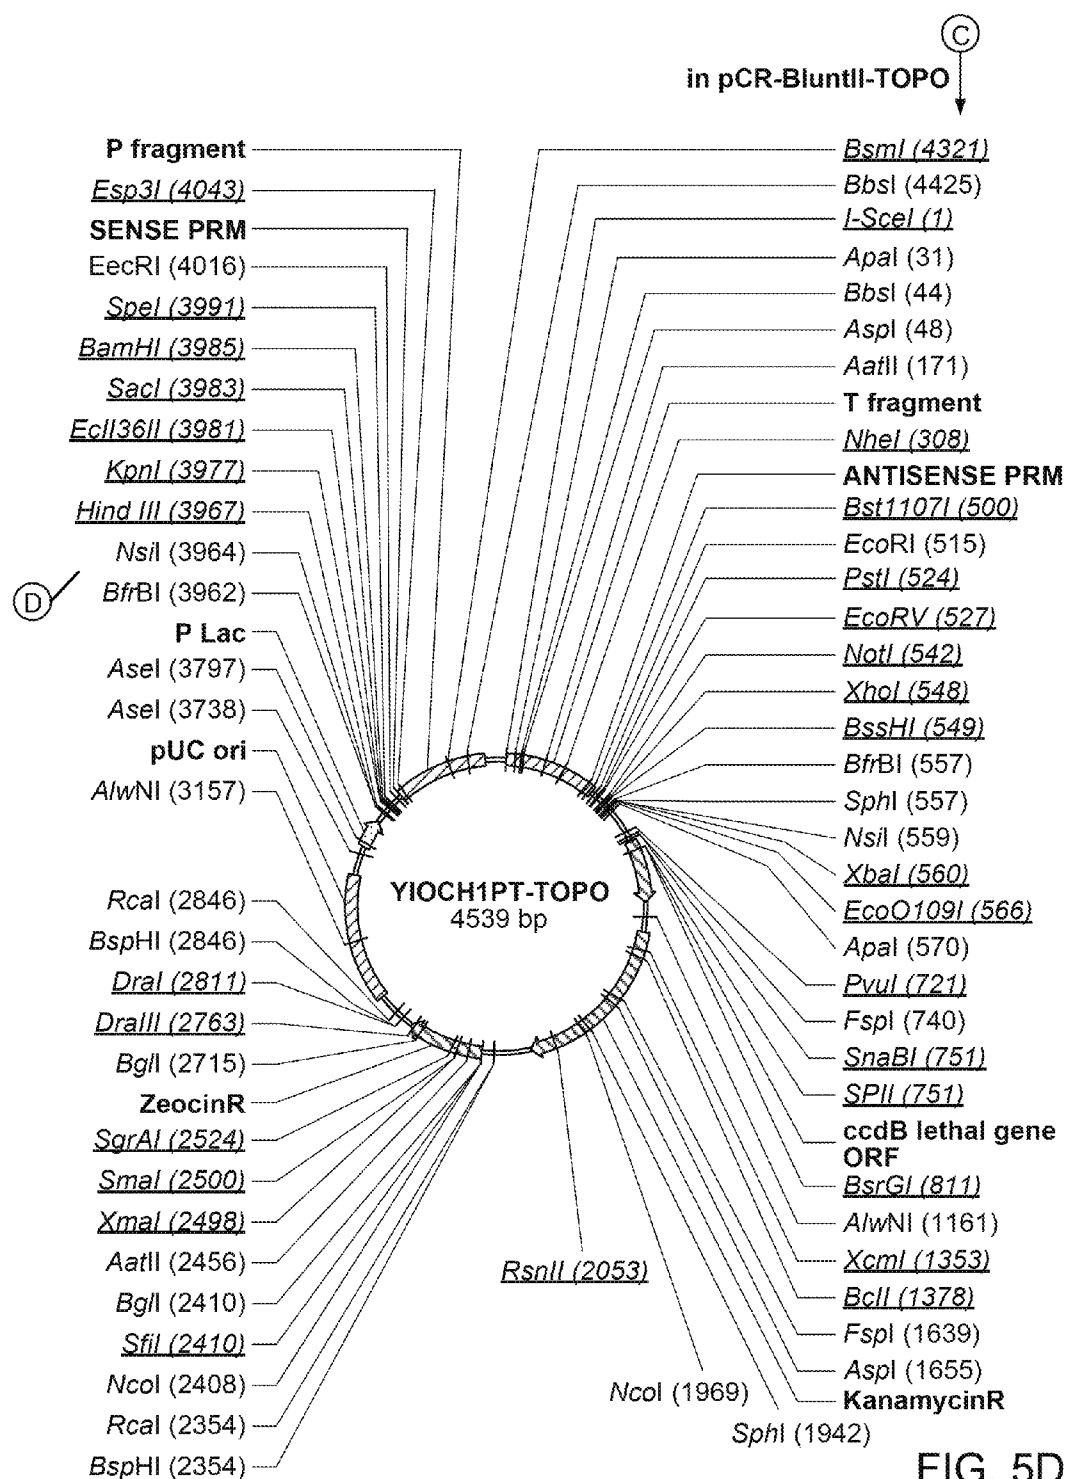 C
in pCR-BluntII-TOPO
P fragment
Esp3I (4043)
SENSE PRM
EecRI (4016)
SpeI (3991)
BamHI (3985)
SacI (3983)
Ecll36II (3981)
KpnI (3977)
Hind III (3967)
NsiI (3964)
BfrBI (3962)
D
P Lac
AseI (3797)
AseI (3738)
pUC ori
AlwNI (3157)
RcaI (2846)
BspHI (2846)
DraI (2811)
DraIII (2763)
BglI (2715)
ZeocinR
SgrAI (2524)
SmaI (2500)
XmaI (2498)
AatII (2456)
BglI (2410)
SfiI (2410)
NcoI (2408)
RcaI (2354)
BspHI (2354)
YIOCH1PT-TOPO
4539 bp
BsmI (4321)
BbsI (4425)
I-SceI (1)
ApaI (31)
BbsI (44)
AspI (48)
AatII (171)
T fragment
NheI (308)
ANTISENSE PRM
Bst1107I (500)
EcoRI (515)
PstI (524)
EcoRV (527)
NotI (542)
XhoI (548)
BssHI (549)
BfrBI (557)
SphI (557)
NsiI (559)
XbaI (560)
EcoO109I (566)
ApaI (570)
PvuI (721)
FspI (740)
SnaBI (751)
SPlI (751)
ccdB lethal gene
ORF
BsrGI (811)
AlwNI (1161)
XcmI (1353)
BclI (1378)
FspI (1639)
AspI (1655)
KanamycinR
SphI (1942)
NcoI (1969)
RsnII (2053)
FIG. 5D